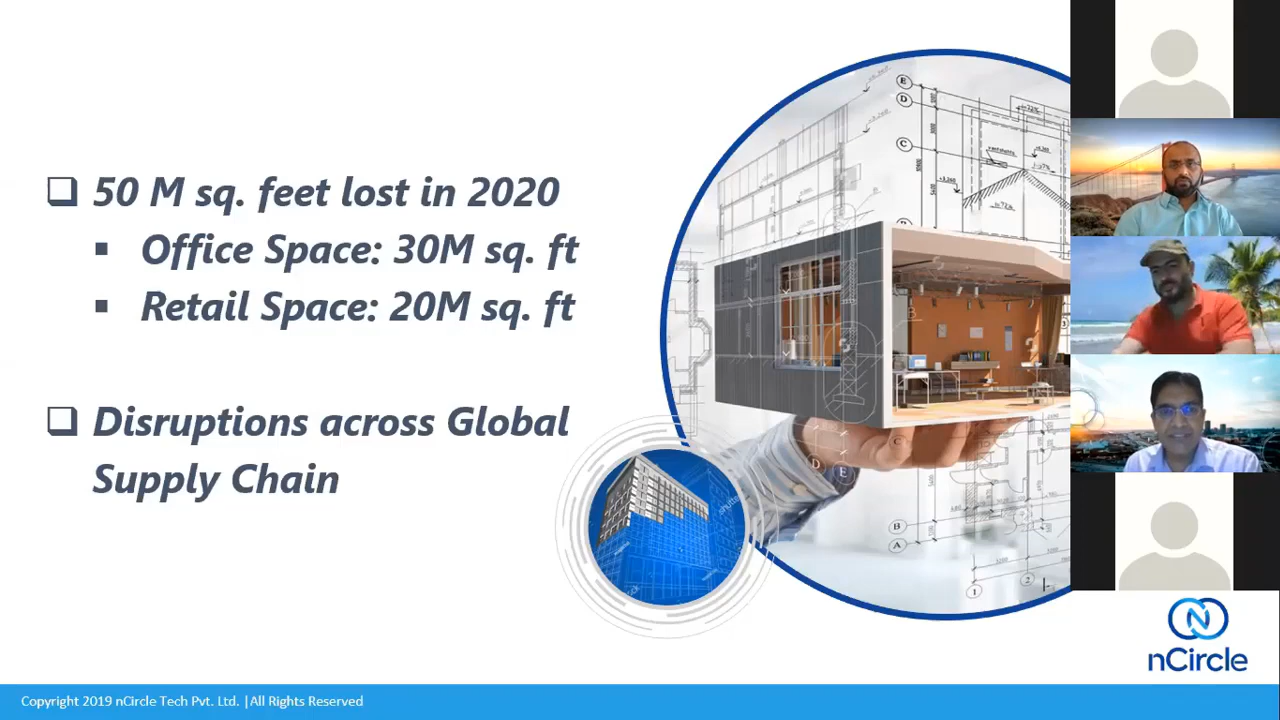 50 M sq. feet lost in 2020
Office Space: 30M sq. ft
Retail Space: 20M sq. ft
Disruptions across Global
Supply Chain
nCircle
Copyright 2019 nCircle Tech Pvt. Ltd. |All Rights Reserved